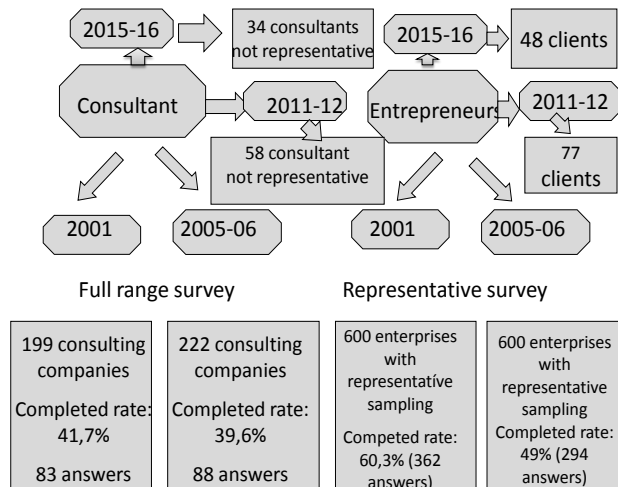 2015-16
34 consultants
not representative
2015-16
48 clients
Consultant
2011-12
Entrepreneurs
2011-12
58 consultant
not representative
77
clients
2001
2005-06
2001
2005-06
Full range survey
Representative survey
199 consulting
companies
Completed rate:
41,7%
83 answers
222 consulting
companies
Completed rate:
39,6%
88 answers
600 enterprises
with
representatíve
sampling
Competed rate:
60,3% (362
answers)
600 enterprises
with
representative
sampling
Completed rate:
49% (294
answers)